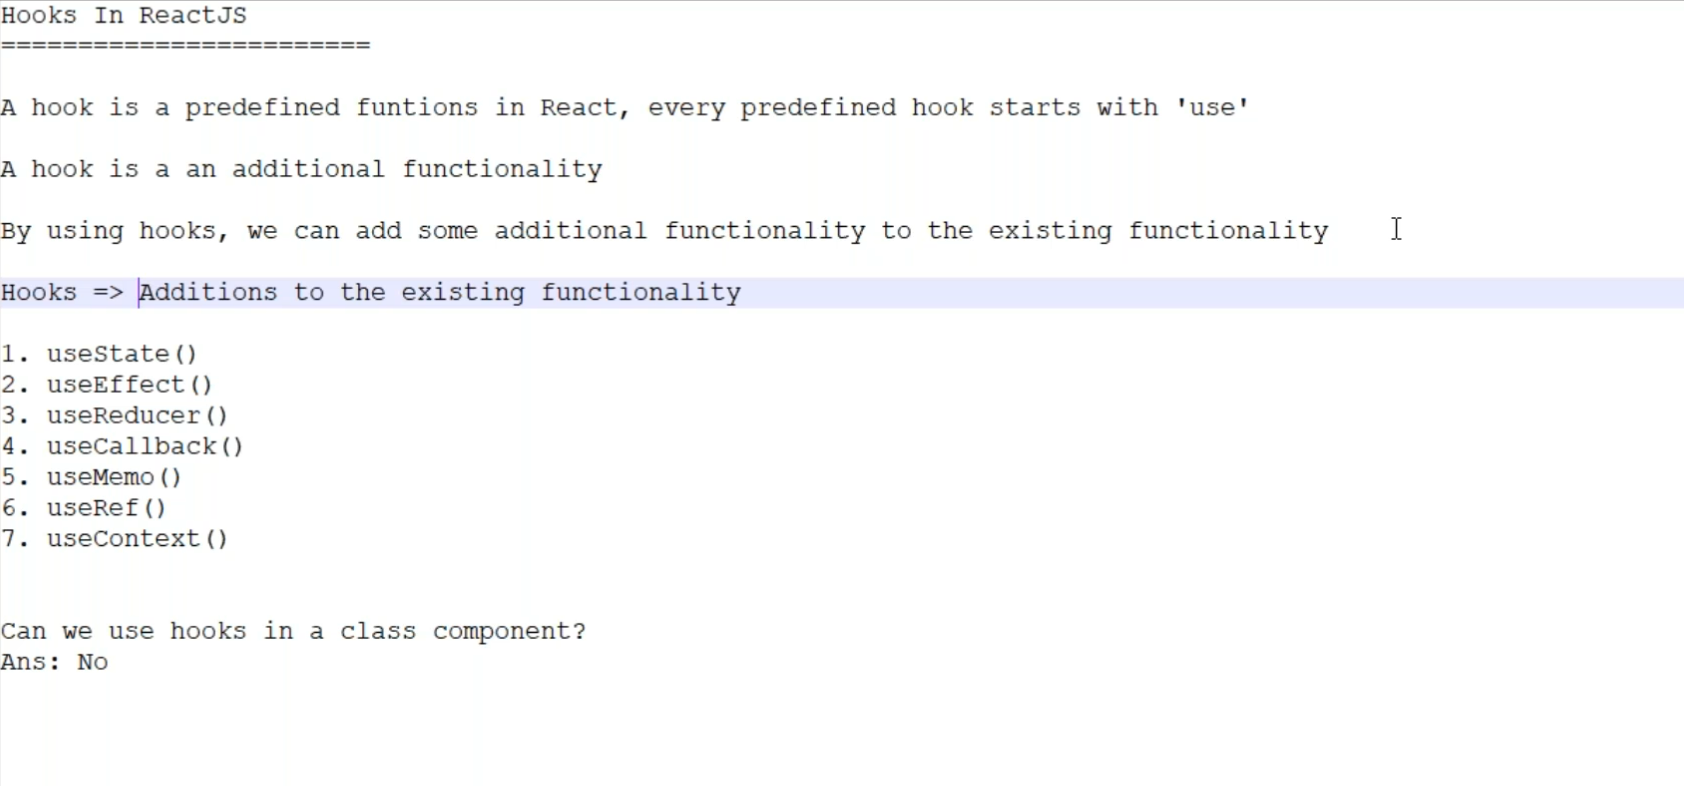 Hooks In ReactJS
========================
A hook is a predefined funtions in React, every predefined hook starts with 'use'
A hook is a an additional functionality
By using hooks, we can add some additional functionality to the existing functionality
Hooks => Additions to the existing functionality
1. useState()
2. useEffect()
3. useReducer()
4. useCallback()
5. useMemo()
6. useRef()
7. useContext()
Can we use hooks in a class component?
Ans: No